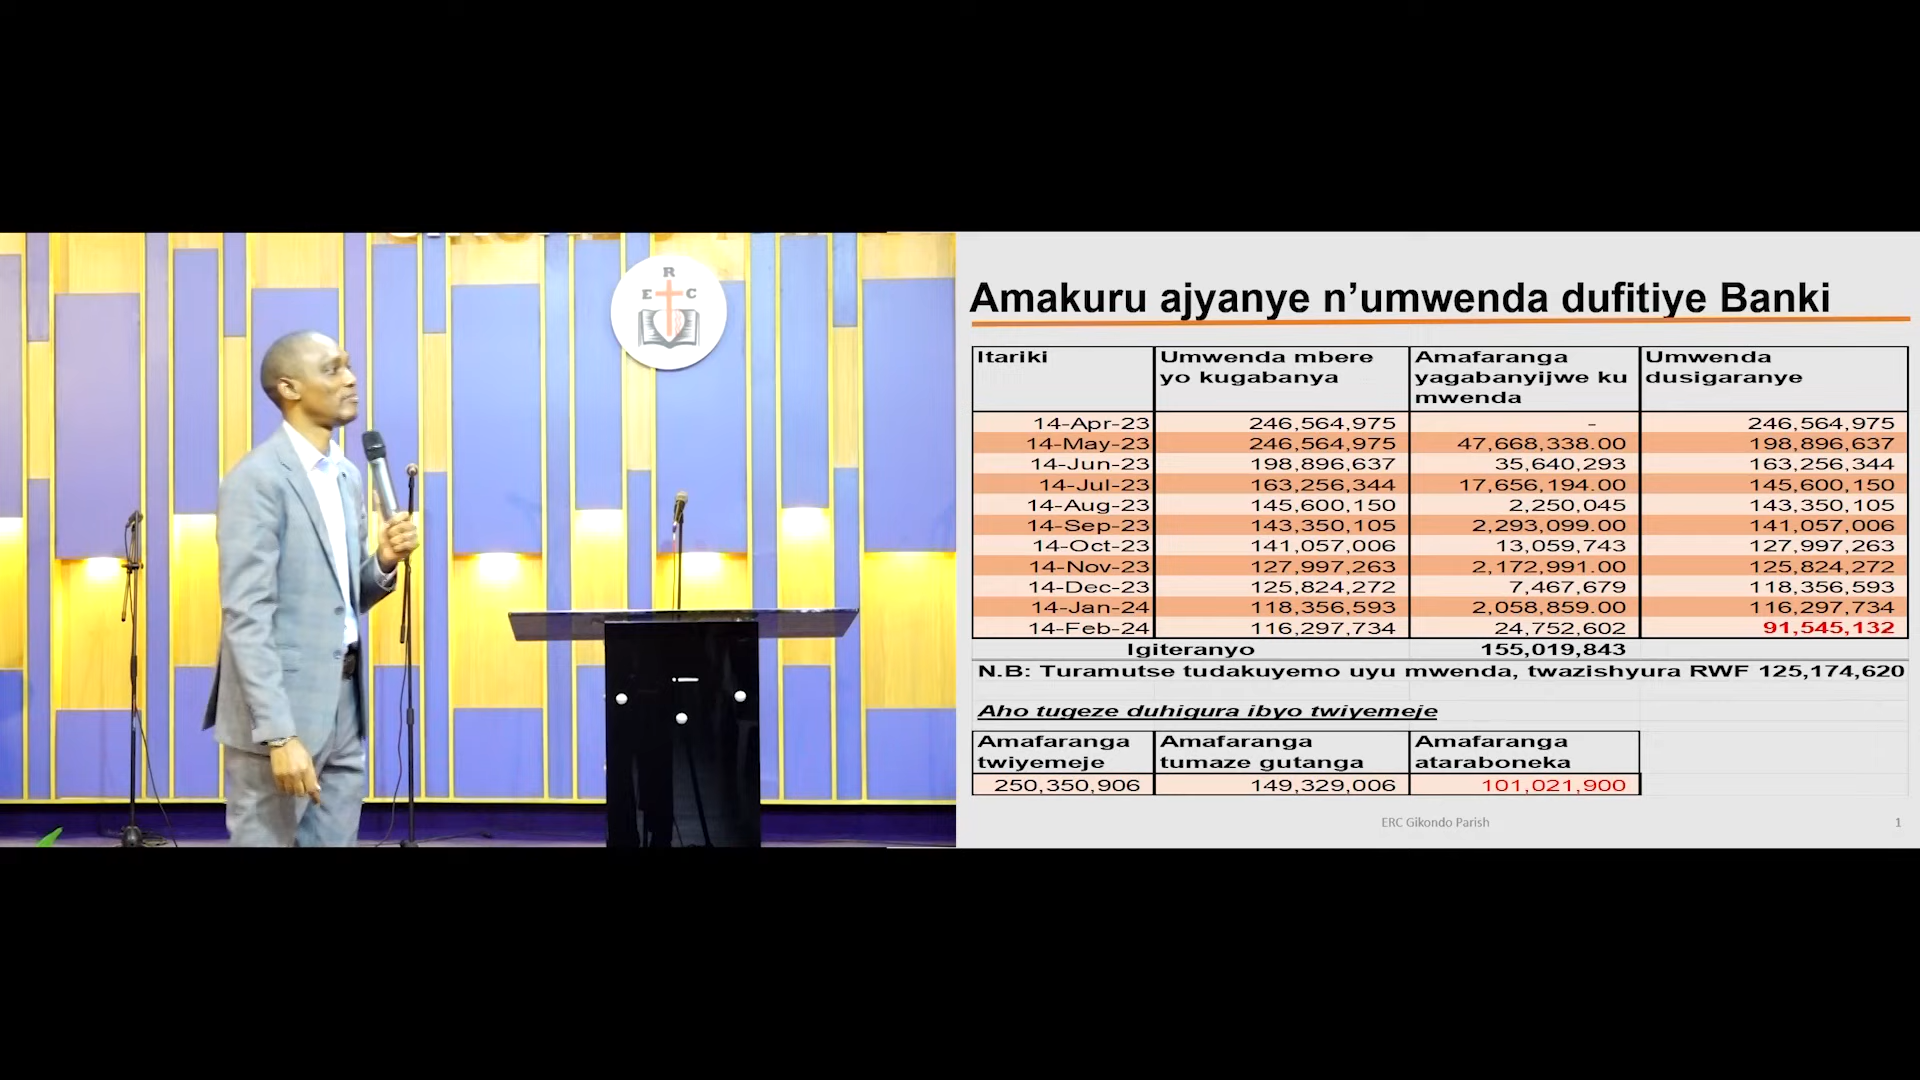 R
E C
Amakuru ajyanye n’umwenda dufitiye Banki
Itariki Umwenda mbere yo kugabanya Amafaranga yagabanyijwe ku mwenda Umwenda dusigaranye
14-Apr-23 246,564,975 - 246,564,975
14-May-23 246,564,975 47,668,338.00 198,896,637
14-Jun-23 198,896,637 35,640,293 163,256,344
14-Jul-23 163,256,344 17,656,194.00 145,600,150
14-Aug-23 145,600,150 2,250,045 143,350,105
14-Sep-23 143,350,105 2,293,099.00 141,057,006
14-Oct-23 141,057,006 13,059,743 127,997,263
14-Nov-23 127,997,263 2,172,991.00 125,824,272
14-Dec-23 125,824,272 7,467,679 118,356,593
14-Jan-24 118,356,593 2,058,859.00 116,297,734
14-Feb-24 116,297,734 24,752,602 91,545,132
Igiteranyo 155,019,843
N.B: Turamutse tudakuyemo uyu mwenda, twazishyura RWF 125,174,620
Aho tugeze duhigura ibyo twiyemeje
Amafaranga twiyemeje Amafaranga tumaze gutanga Amafaranga ataraboneka
250,350,906 149,329,006 101,021,900
ERC Gikondo Parish 1